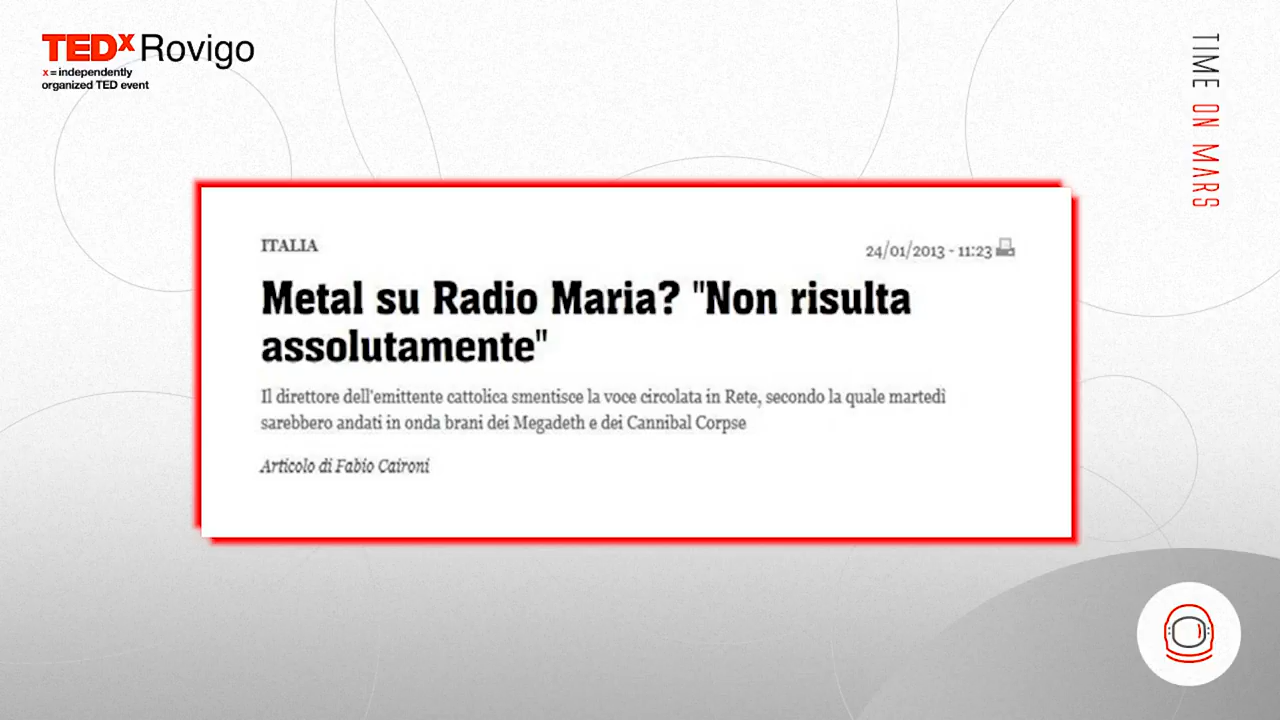 TEDx Rovigo
x = independently
organized TED event
TIME ON MARS
ITALIA
24/01/2013 - 11:23
Metal su Radio Maria? "Non risulta
assolutamente"
Il direttore dell'emittente cattolica smentisce la voce circolata in Rete, secondo la quale martedì
sarebbero andati in onda brani dei Megadeth e dei Cannibal Corpse
Articolo di Fabio Caironi